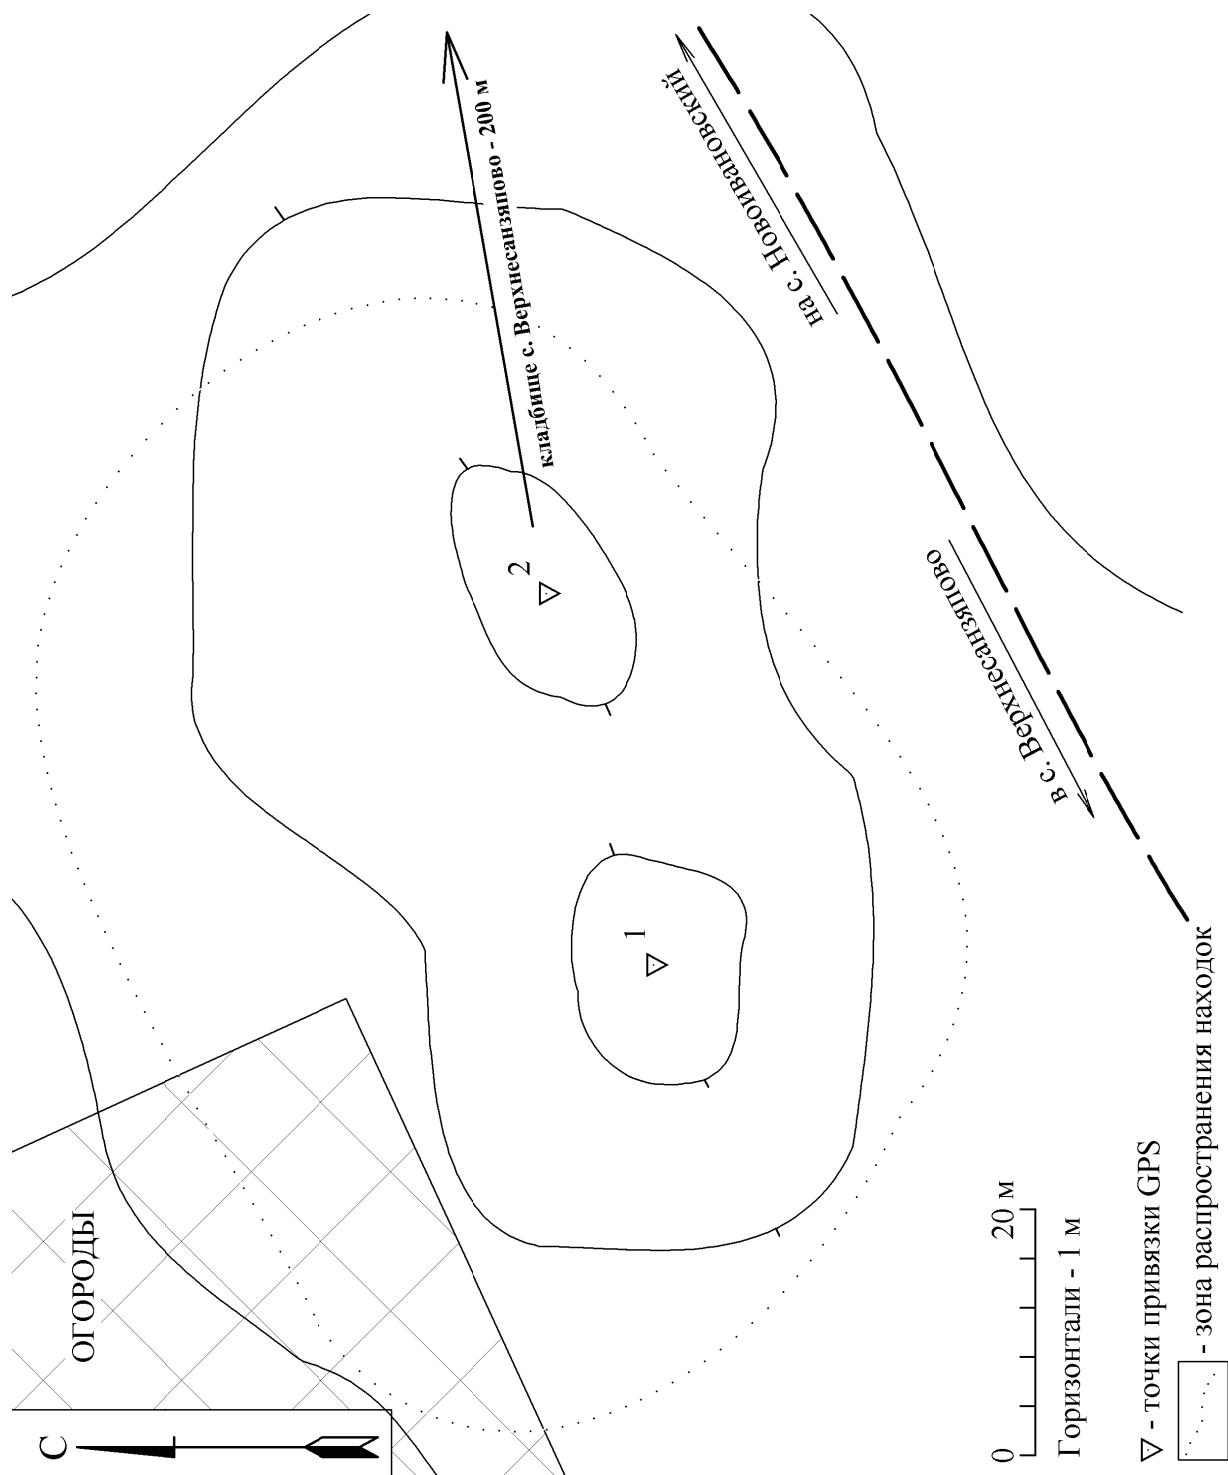 С
ОГОРОДЫ
кладбище с. Верхнесанзяпово - 200 м
на с. Новоивановский
2
1
в с. Верхнесанзяпово
0 20 м
Горизонтали - 1 м
- точки привязки GPS
- зона распространения находок